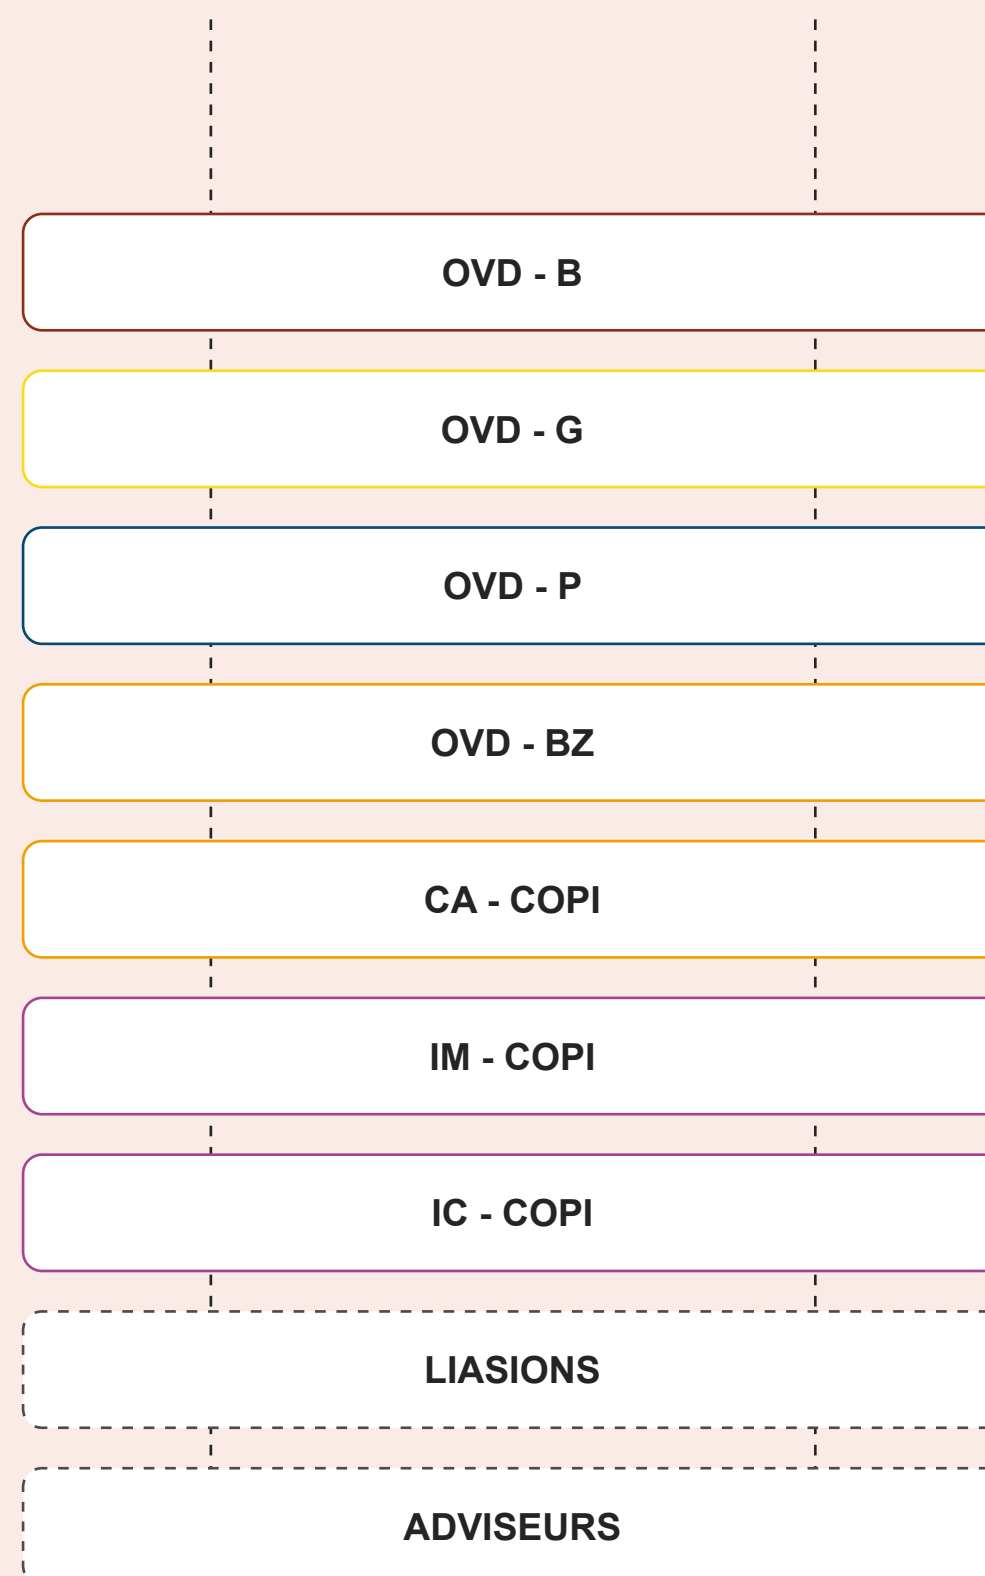 OVD - B
OVD - G
OVD - P
OVD - BZ
CA - COPI
IM - COPI
IC - COPI
LIASIONS
ADVISEURS